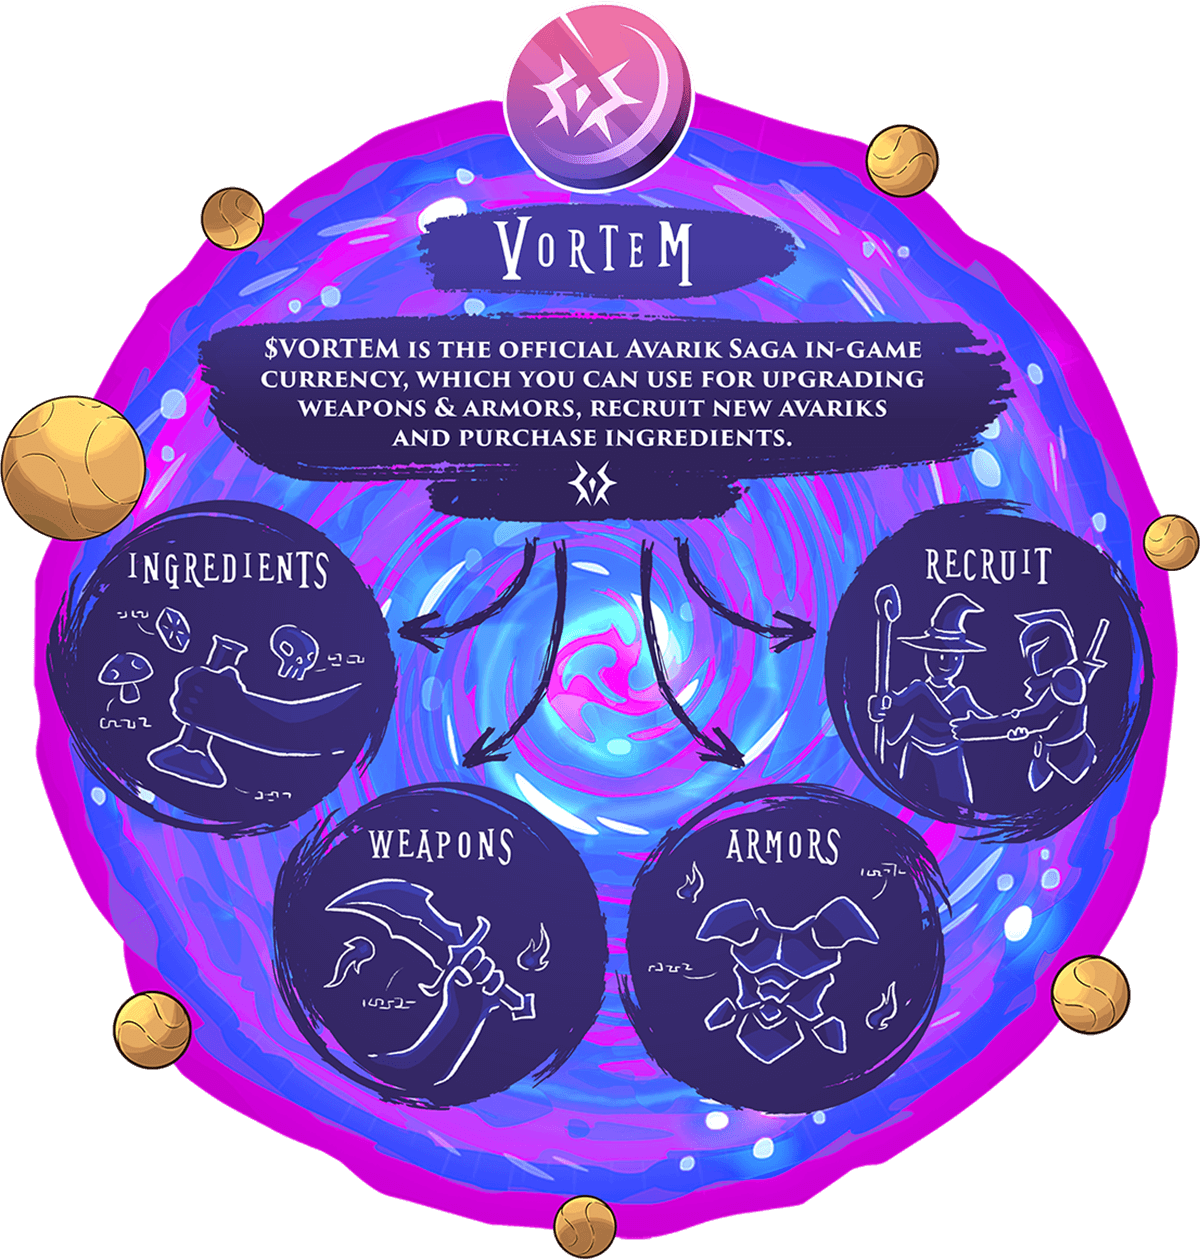 VORTEM
$VORTEM IS THE OFFICIAL AVARIK SAGA IN-GAME
CURRENCY, WHICH YOU CAN USE FOR UPGRADING
WEAPONS & ARMORS, RECRUIT NEW AVARIKS
AND PURCHASE INGREDIENTS.
INGREDIENTS
RECRUIT
WEAPONS
ARMORS